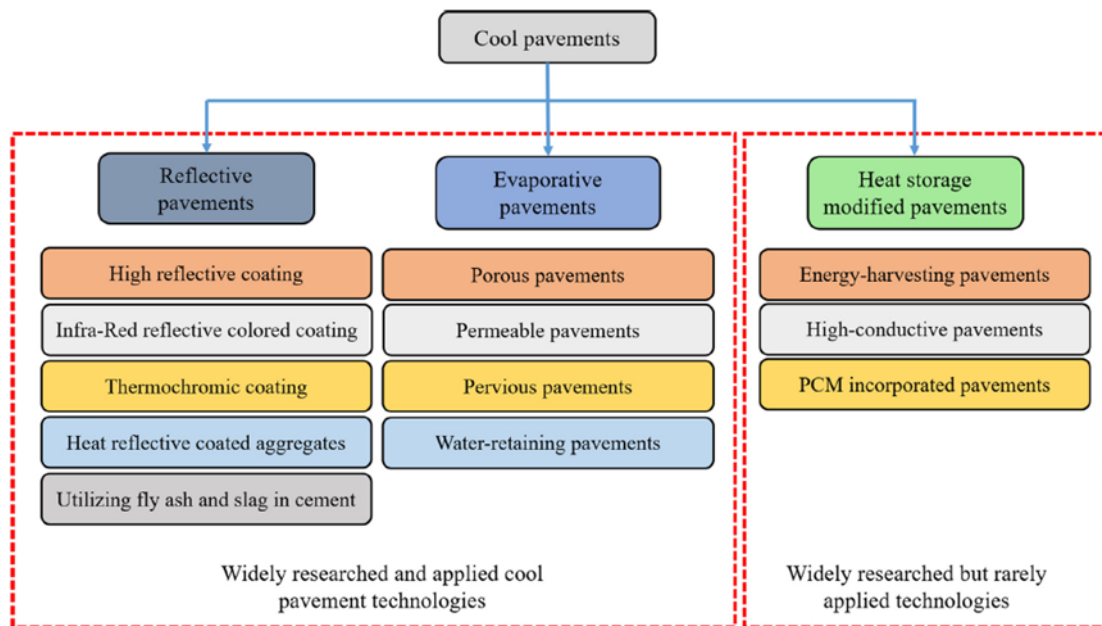 Cool pavements
Reflective
pavements
High reflective coating
Infra-Red reflective colored coating
Thermochromic coating
Heat reflective coated aggregates
Utilizing fly ash and slag in cement
Evaporative
pavements
Porous pavements
Permeable pavements
Pervious pavements
Water-retaining pavements
Widely researched and applied cool
pavement technologies
Heat storage
modified pavements
Energy-harvesting pavements
High-conductive pavements
PCM incorporated pavements
Widely researched but rarely
applied technologies